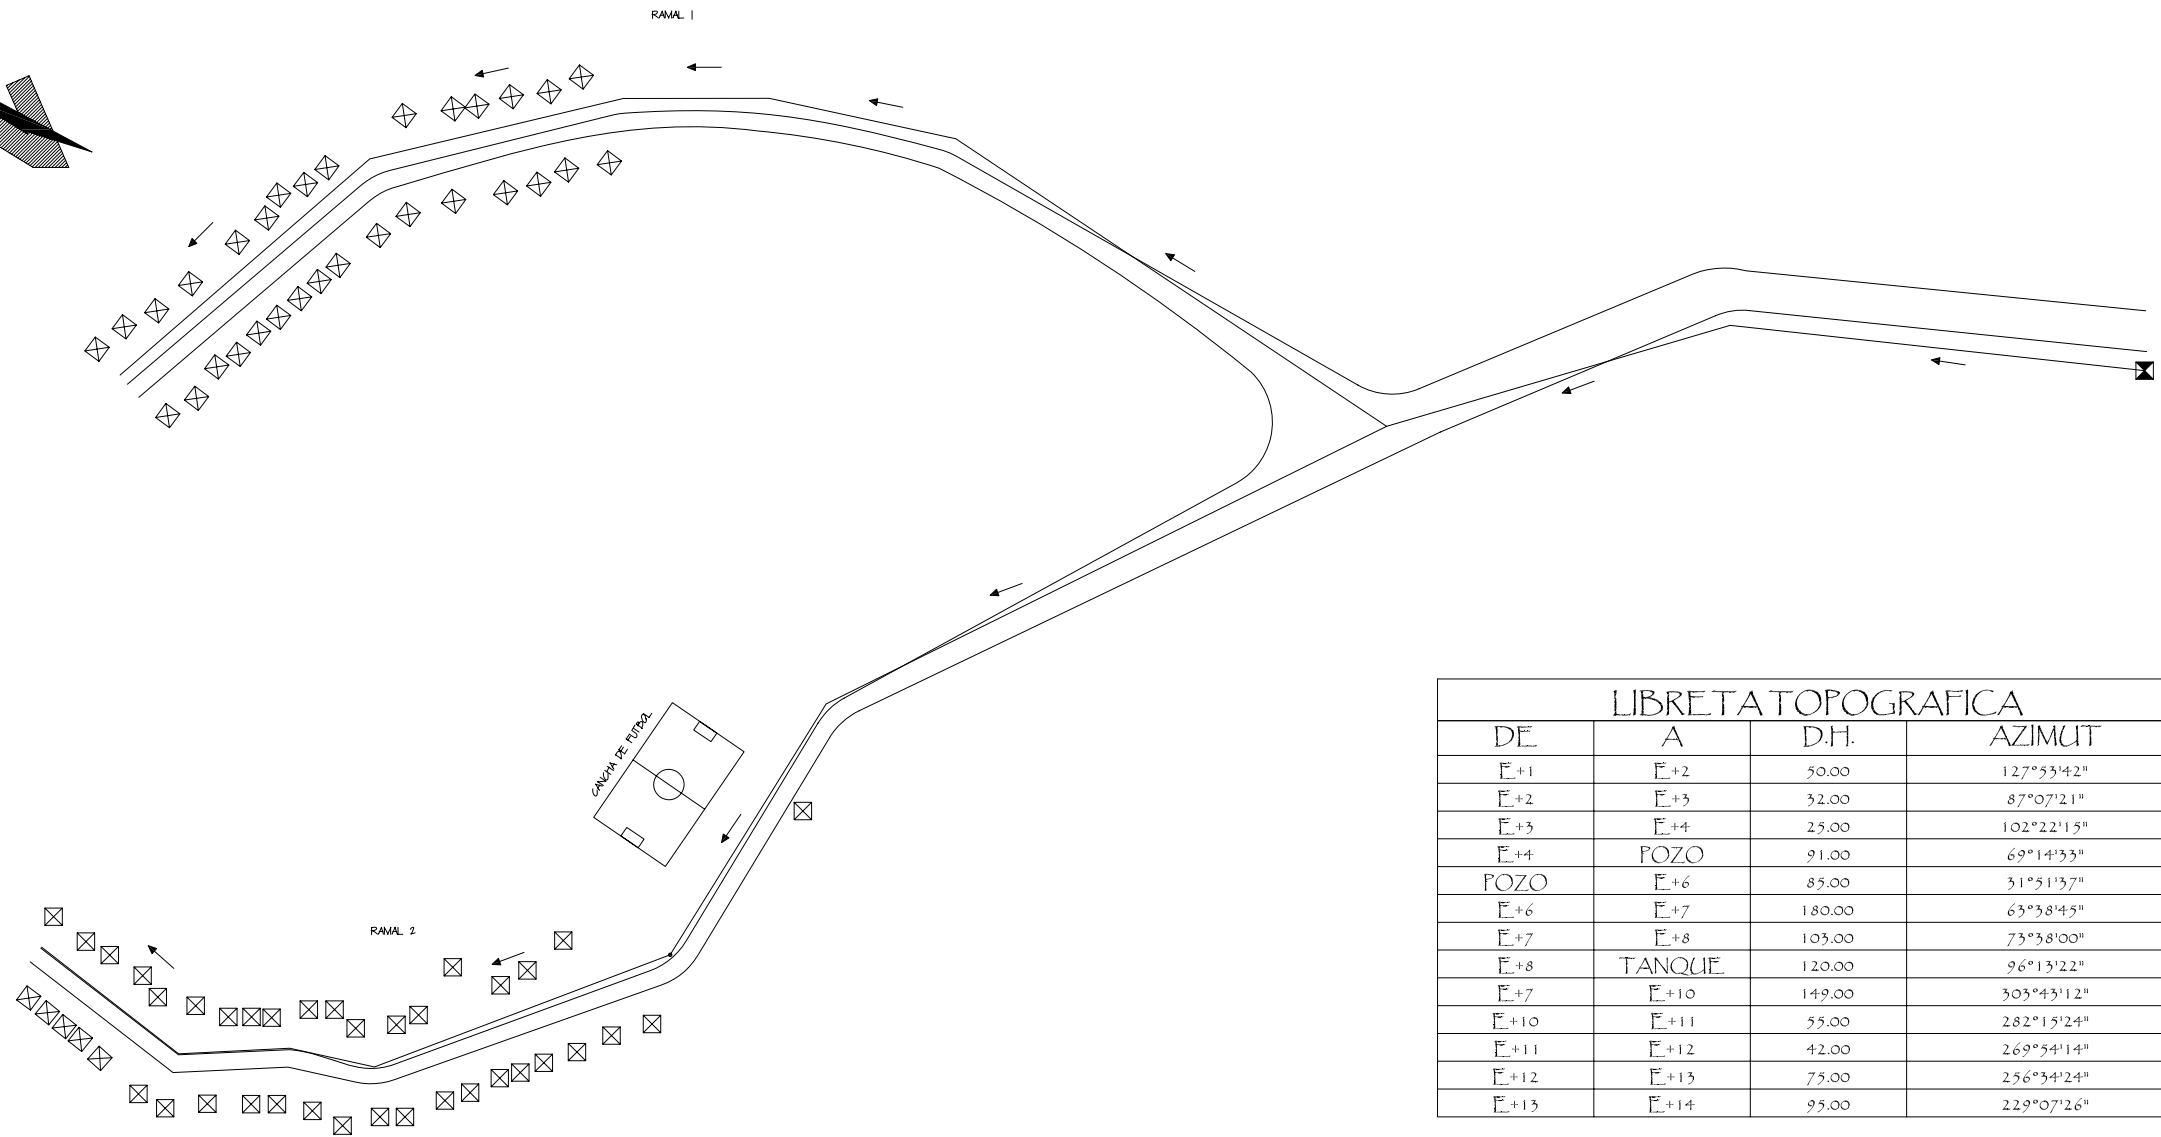 RAMAL 1
CANCHA DE FUTBOL
RAMAL 2
LIBRETA TOPOGRAFICA
DE A D.H. AZIMUT
E+1 E+2 50.00 127°53'42"
E+2 E+3 32.00 87°07'21"
E+3 E+4 25.00 102°22'15"
E+4 POZO 91.00 69°14'33"
POZO E+6 85.00 31°51'37"
E+6 E+7 180.00 63°38'45"
E+7 E+8 103.00 73°38'00"
E+8 TANQUE 120.00 96°13'22"
E+7 E+10 149.00 303°43'12"
E+10 E+11 55.00 282°15'24"
E+11 E+12 42.00 269°54'14"
E+12 E+13 75.00 256°34'24"
E+13 E+14 95.00 229°07'26"